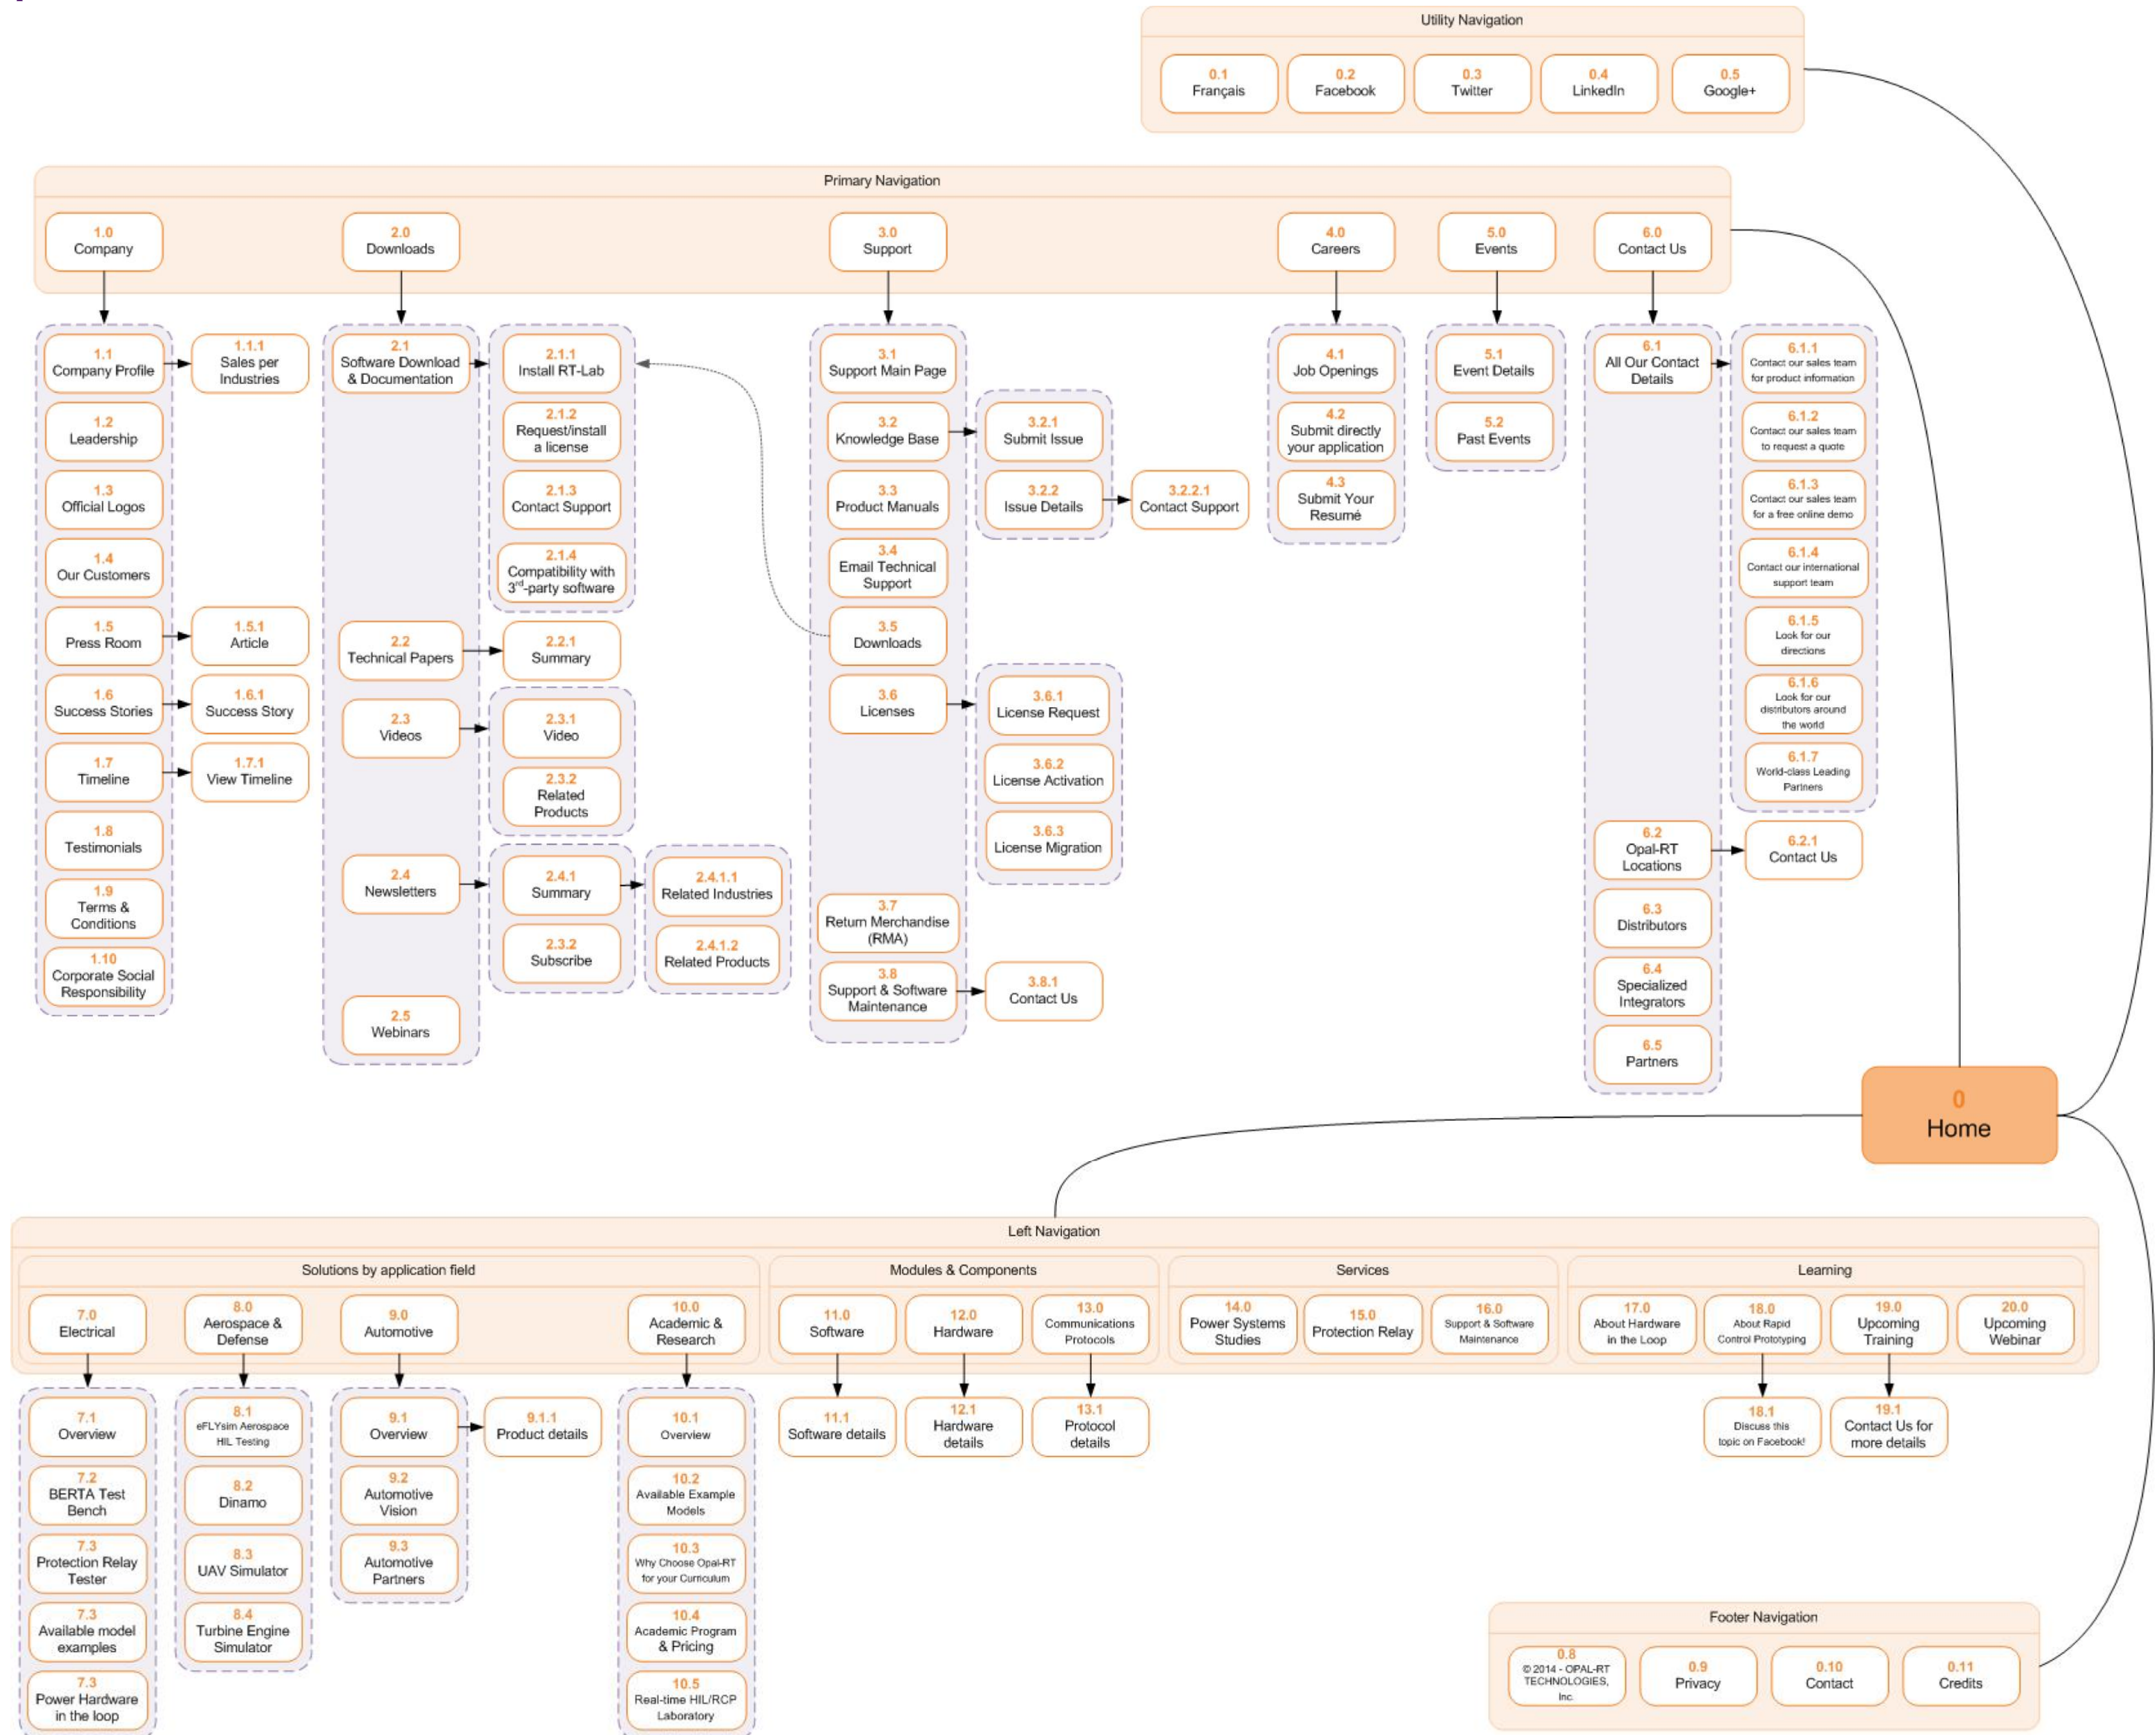 Utility Navigation
0.1
Français
0.2
Facebook
0.3
Twitter
0.4
LinkedIn
0.5
Google+
Primary Navigation
1.0
Company
2.0
Downloads
3.0
Support
4.0
Careers
5.0
Events
6.0
Contact Us
1.1
Company Profile
1.1.1
Sales per
Industries
1.2
Leadership
1.3
Official Logos
1.4
Our Customers
1.5
Press Room
1.5.1
Article
1.6
Success Stories
1.6.1
Success Story
1.7
Timeline
1.7.1
View Timeline
1.8
Testimonials
1.9
Terms &
Conditions
1.10
Corporate Social
Responsibility
2.1
Software Download
& Documentation
2.1.1
Install RT-Lab
2.1.2
Request/install
a license
2.1.3
Contact Support
2.1.4
Compatibility with
3rd-party software
2.2
Technical Papers
2.2.1
Summary
2.3
Videos
2.3.1
Video
2.3.2
Related
Products
2.4
Newsletters
2.4.1
Summary
2.4.1.1
Related Industries
2.3.2
Subscribe
2.4.1.2
Related Products
2.5
Webinars
3.1
Support Main Page
3.2
Knowledge Base
3.2.1
Submit Issue
3.3
Product Manuals
3.2.2
Issue Details
3.2.2.1
Contact Support
3.4
Email Technical
Support
3.5
Downloads
3.6
Licenses
3.6.1
License Request
3.6.2
License Activation
3.6.3
License Migration
3.7
Return Merchandise
(RMA)
3.8
Support & Software
Maintenance
3.8.1
Contact Us
4.1
Job Openings
4.2
Submit directly
your application
4.3
Submit Your
Resumé
5.1
Event Details
5.2
Past Events
6.1
All Our Contact
Details
6.1.1
Contact our sales team
for product information
6.1.2
Contact our sales team
to request a quote
6.1.3
Contact our sales team
for a free online demo
6.1.4
Contact our international
support team
6.1.5
Look for our
directions
6.1.6
Look for our
distributors around
the world
6.1.7
World-class Leading
Partners
6.2
Opal-RT
Locations
6.2.1
Contact Us
6.3
Distributors
6.4
Specialized
Integrators
6.5
Partners
0
Home
Left Navigation
Solutions by application field
Modules & Components
Services
Learning
7.0
Electrical
8.0
Aerospace &
Defense
9.0
Automotive
10.0
Academic &
Research
11.0
Software
12.0
Hardware
13.0
Communications
Protocols
14.0
Power Systems
Studies
15.0
Protection Relay
16.0
Support & Software
Maintenance
17.0
About Hardware
in the Loop
18.0
About Rapid
Control Prototyping
19.0
Upcoming
Training
20.0
Upcoming
Webinar
7.1
Overview
7.2
BERTA Test
Bench
7.3
Protection Relay
Tester
7.3
Available model
examples
7.3
Power Hardware
in the loop
8.1
eFLYsim Aerospace
HIL Testing
8.2
Dinamo
8.3
UAV Simulator
8.4
Turbine Engine
Simulator
9.1
Overview
9.1.1
Product details
9.2
Automotive
Vision
9.3
Automotive
Partners
10.1
Overview
10.2
Available Example
Models
10.3
Why Choose Opal-RT
for your Curriculum
10.4
Academic Program
& Pricing
10.5
Real-time HIL/RCP
Laboratory
11.1
Software details
12.1
Hardware
details
13.1
Protocol
details
18.1
Discuss this
topic on Facebook!
19.1
Contact Us for
more details
Footer Navigation
0.8
© 2014 - OPAL-RT
TECHNOLOGIES,
Inc.
0.9
Privacy
0.10
Contact
0.11
Credits